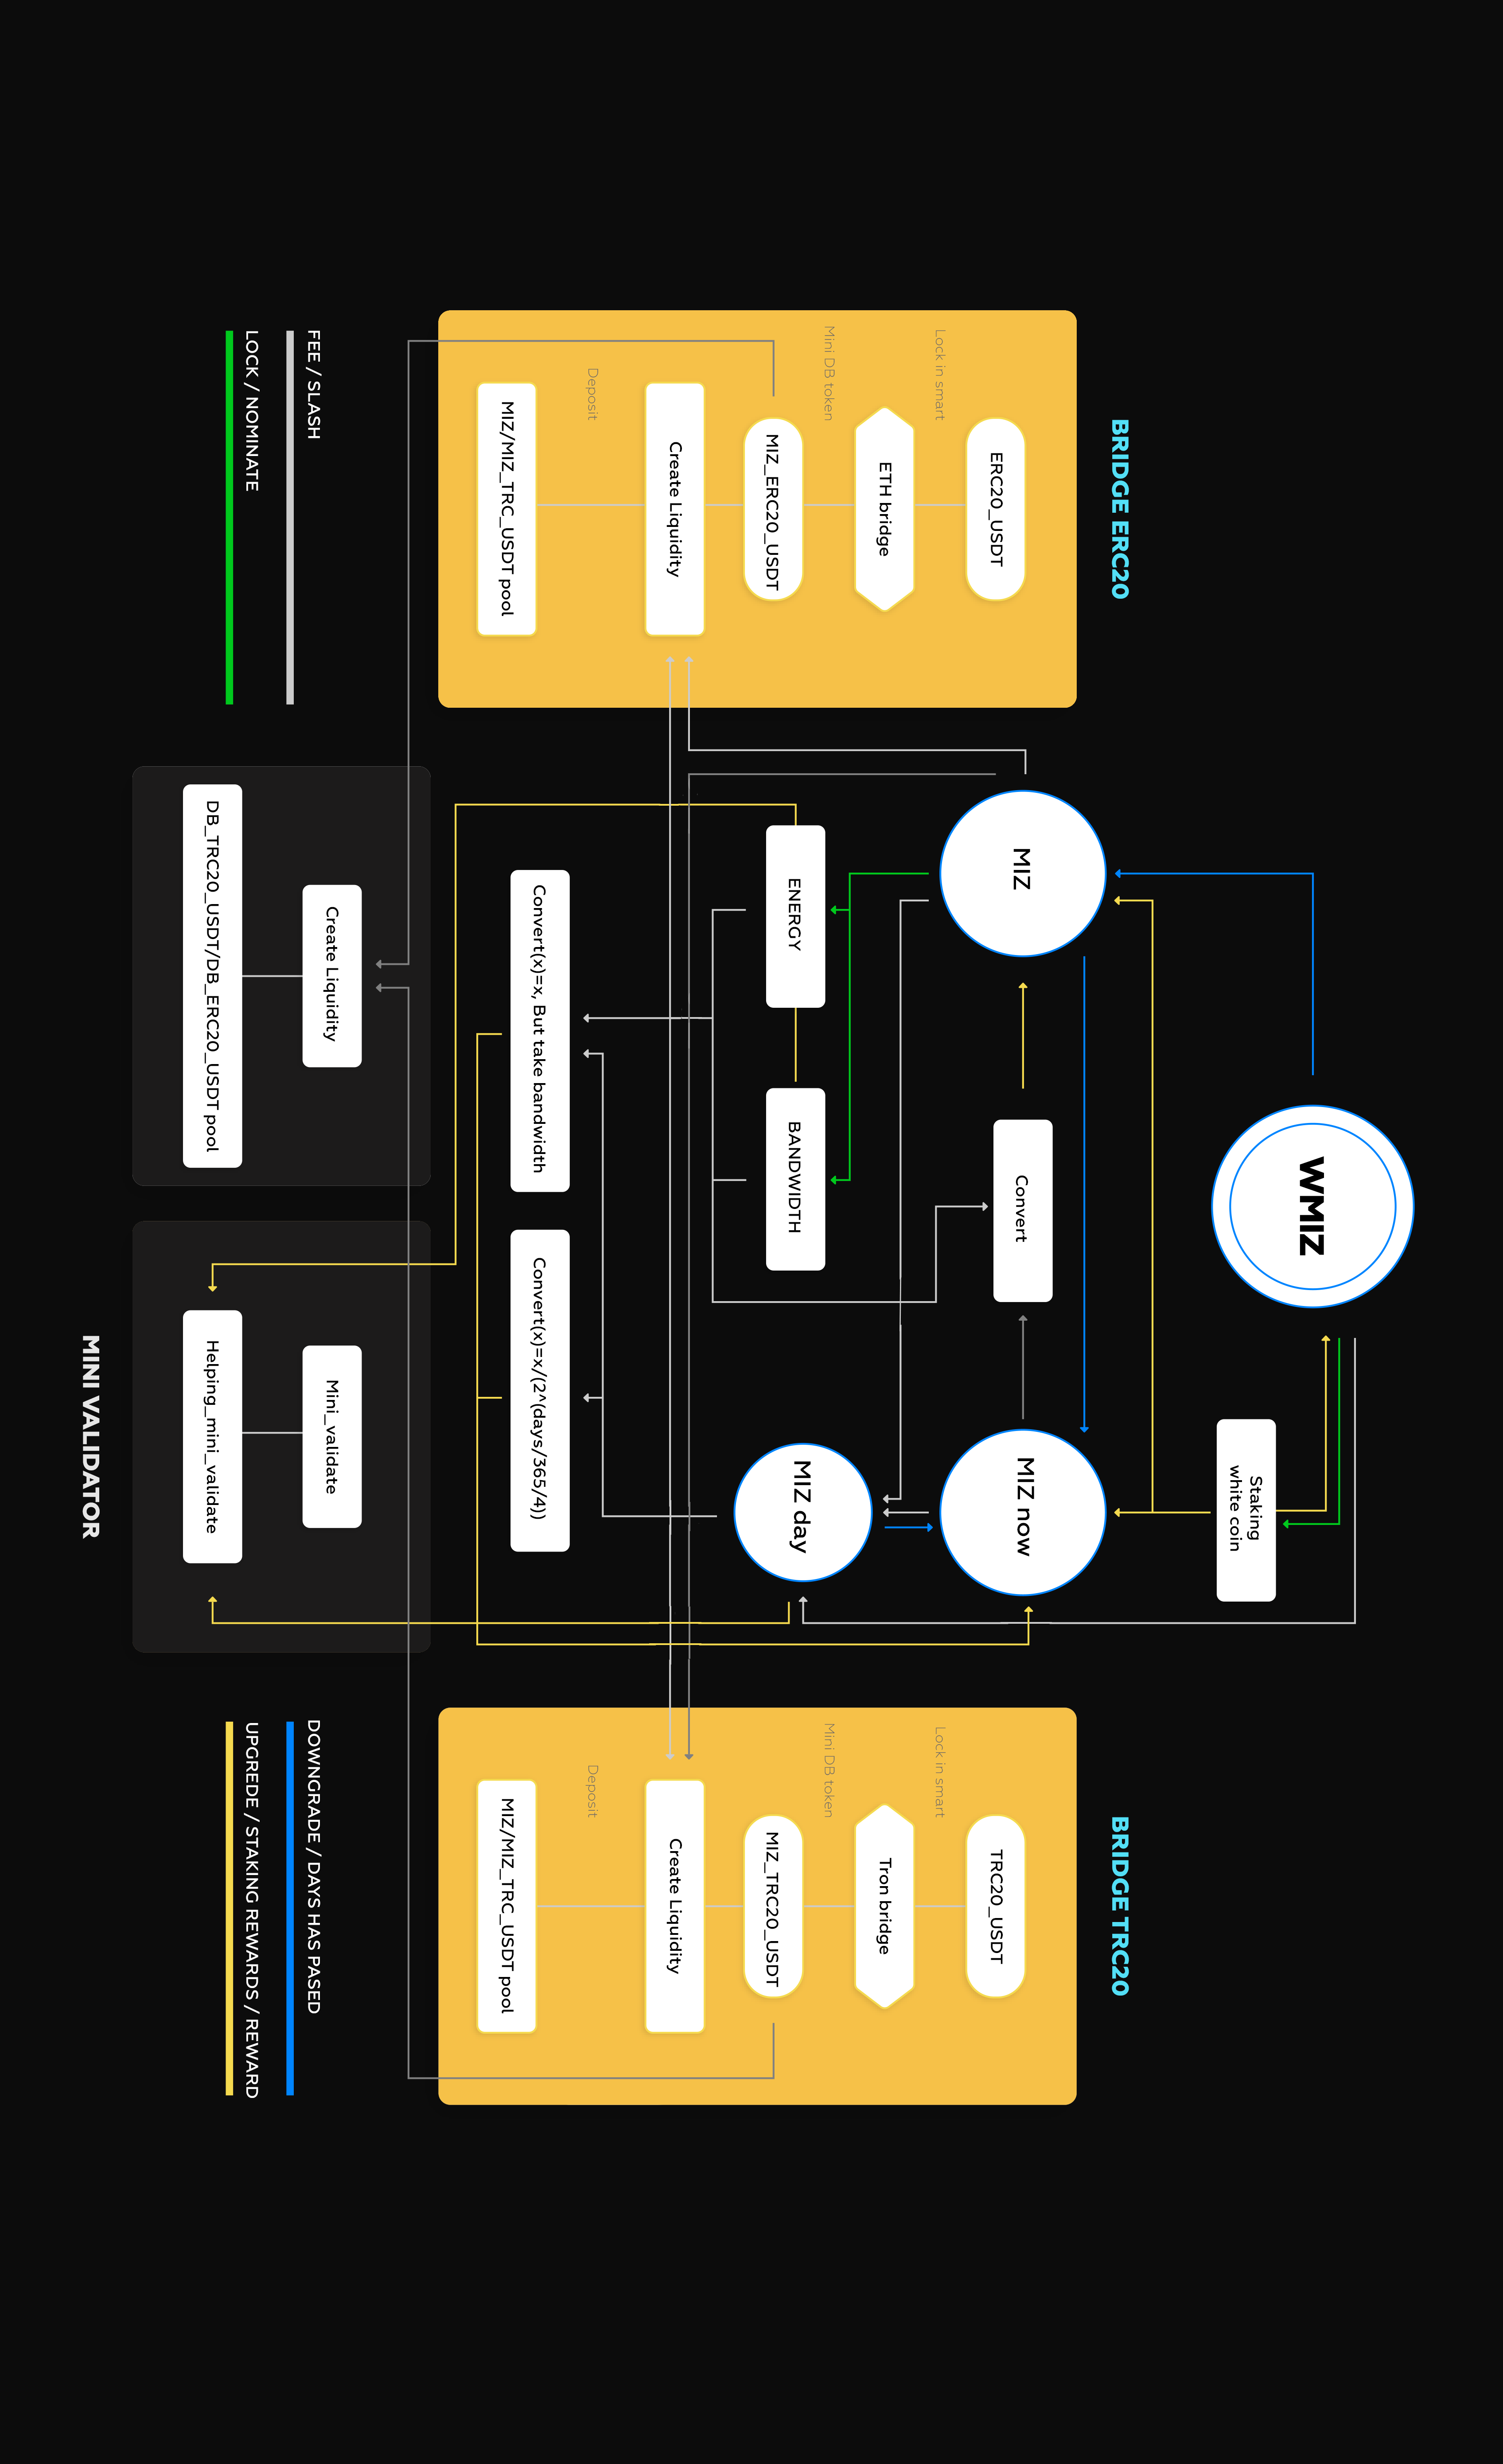 WMIZ
Staking
white coin
BRIDGE ERC20
BRIDGE TRC20
ERC20_USDT
MIZ
Convert
MIZ now
TRC20_USDT
Lock in smart
Lock in smart
ETH bridge
Tron bridge
Mini DB token
Mini DB token
MIZ_ERC20_USDT
ENERGY
BANDWIDTH
MIZ day
MIZ_TRC20_USDT
Create Liquidity
Create Liquidity
Deposit
Deposit
MIZ/MIZ_TRC_USDT pool
Convert(x)=x, But take bandwidth
Convert(x)=x/(2^(days/365/4))
MIZ/MIZ_TRC_USDT pool
Create Liquidity
Mini_validate
DB_TRC20_USDT/DB_ERC20_USDT pool
Helping_mini_validate
FEE / SLASH
LOCK / NOMINATE
DOWNGRADE / DAYS HAS PASED
UPGREDE / STAKING REWARDS / REWARD
MINI VALIDATOR